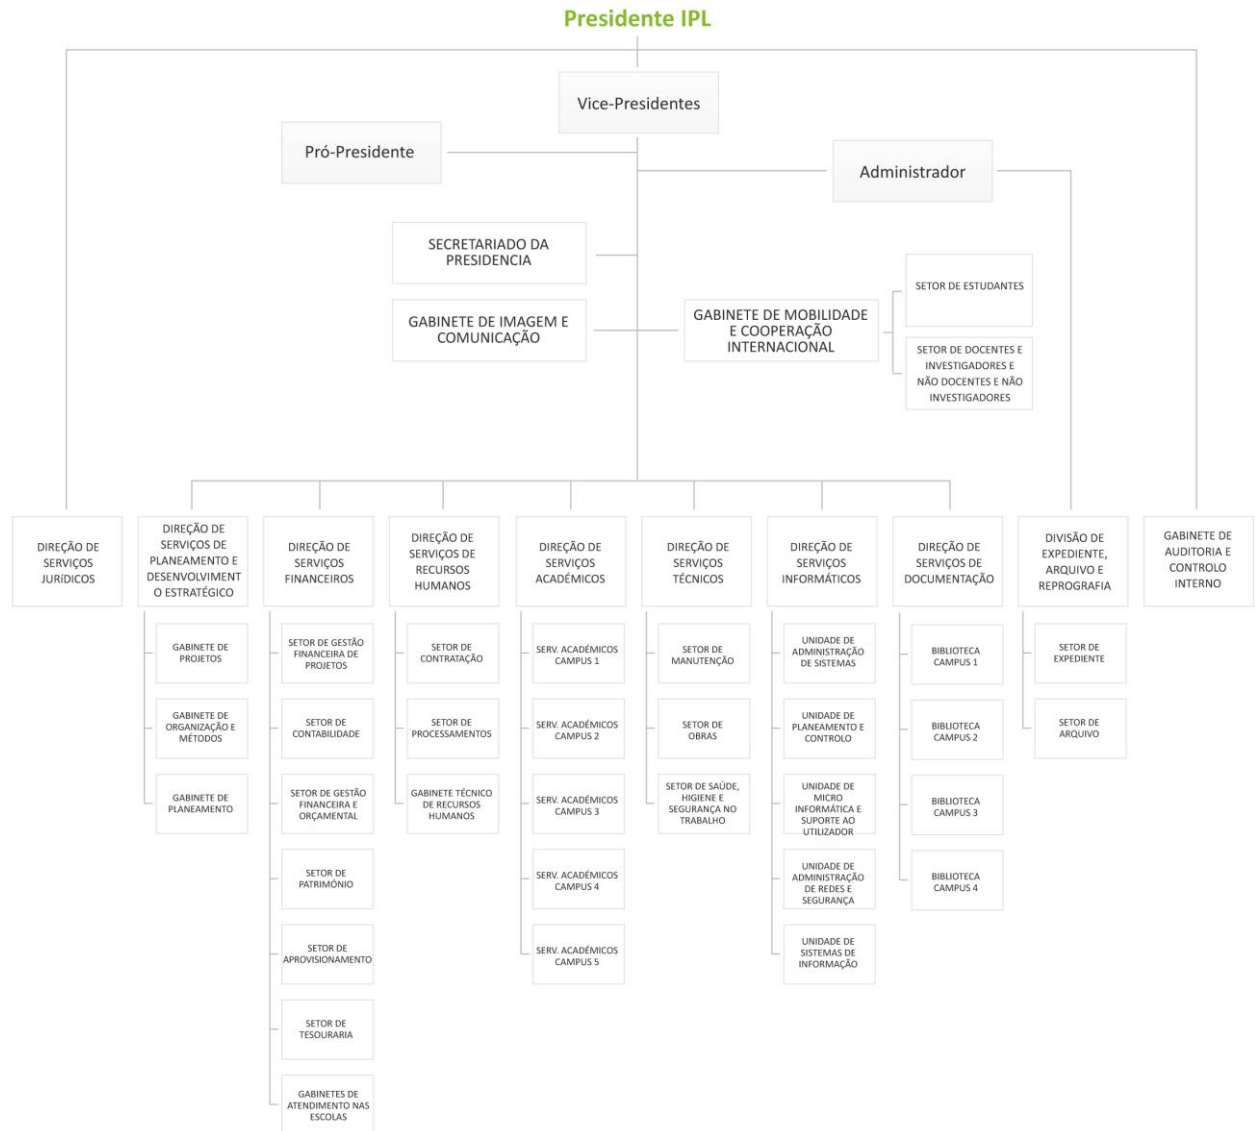 Presidente IPL
Vice-Presidentes
Pró-Presidente
Administrador
SECRETARIADO DA
PRESIDENCIA
GABINETE DE IMAGEM E
COMUNICAÇÃO
GABINETE DE MOBILIDADE
E COOPERAÇÃO
INTERNACIONAL
SETOR DE ESTUDANTES
SETOR DE DOCENTES E
INVESTIGADORES E
NÃO DOCENTES E NÃO
INVESTIGADORES
DIREÇÃO DE
SERVIÇOS
JURÍDICOS
DIREÇÃO DE
SERVIÇOS DE
PLANEAMENTO E
DESENVOLVIMENT
O ESTRATÉGICO
DIREÇÃO DE
SERVIÇOS
FINANCEIROS
DIREÇÃO DE
SERVIÇOS DE
RECURSOS
HUMANOS
DIREÇÃO DE
SERVIÇOS
ACADÉMICOS
DIREÇÃO DE
SERVIÇOS
TÉCNICOS
DIREÇÃO DE
SERVIÇOS
INFORMÁTICOS
DIREÇÃO DE
SERVIÇOS DE
DOCUMENTAÇÃO
DIVISÃO DE
EXPEDIENTE,
ARQUIVO E
REPROGRAFIA
GABINETE DE
AUDITORIA E
CONTROLO
INTERNO
GABINETE DE
PROJETOS
GABINETE DE
ORGANIZAÇÃO E
MÉTODOS
GABINETE DE
PLANEAMENTO
SETOR DE GESTÃO
FINANCEIRA DE
PROJETOS
SETOR DE
CONTABILIDADE
SETOR DE GESTÃO
FINANCEIRA E
ORÇAMENTAL
SETOR DE
PATRIMÓNIO
SETOR DE
APROVISIONAMENTO
SETOR DE
TESOURARIA
GABINETES DE
ATENDIMENTO NAS
ESCOLAS
SETOR DE
CONTRATAÇÃO
SETOR DE
PROCESSAMENTOS
GABINETE TÉCNICO
DE RECURSOS
HUMANOS
SERV. ACADÉMICOS
CAMPUS 1
SERV. ACADÉMICOS
CAMPUS 2
SERV. ACADÉMICOS
CAMPUS 3
SERV. ACADÉMICOS
CAMPUS 4
SERV. ACADÉMICOS
CAMPUS 5
SETOR DE
MANUTENÇÃO
SETOR DE
OBRAS
SETOR DE SAÚDE,
HIGIENE E
SEGURANÇA NO
TRABALHO
UNIDADE DE
ADMINISTRAÇÃO
DE SISTEMAS
UNIDADE DE
PLANEAMENTO E
CONTROLO
UNIDADE DE
MICRO
INFORMÁTICA E
SUPORTE AO
UTILIZADOR
UNIDADE DE
ADMINISTRAÇÃO
DE REDES E
SEGURANÇA
UNIDADE DE
SISTEMAS DE
INFORMAÇÃO
BIBLIOTECA
CAMPUS 1
BIBLIOTECA
CAMPUS 2
BIBLIOTECA
CAMPUS 3
BIBLIOTECA
CAMPUS 4
SETOR DE
EXPEDIENTE
SETOR DE
ARQUIVO